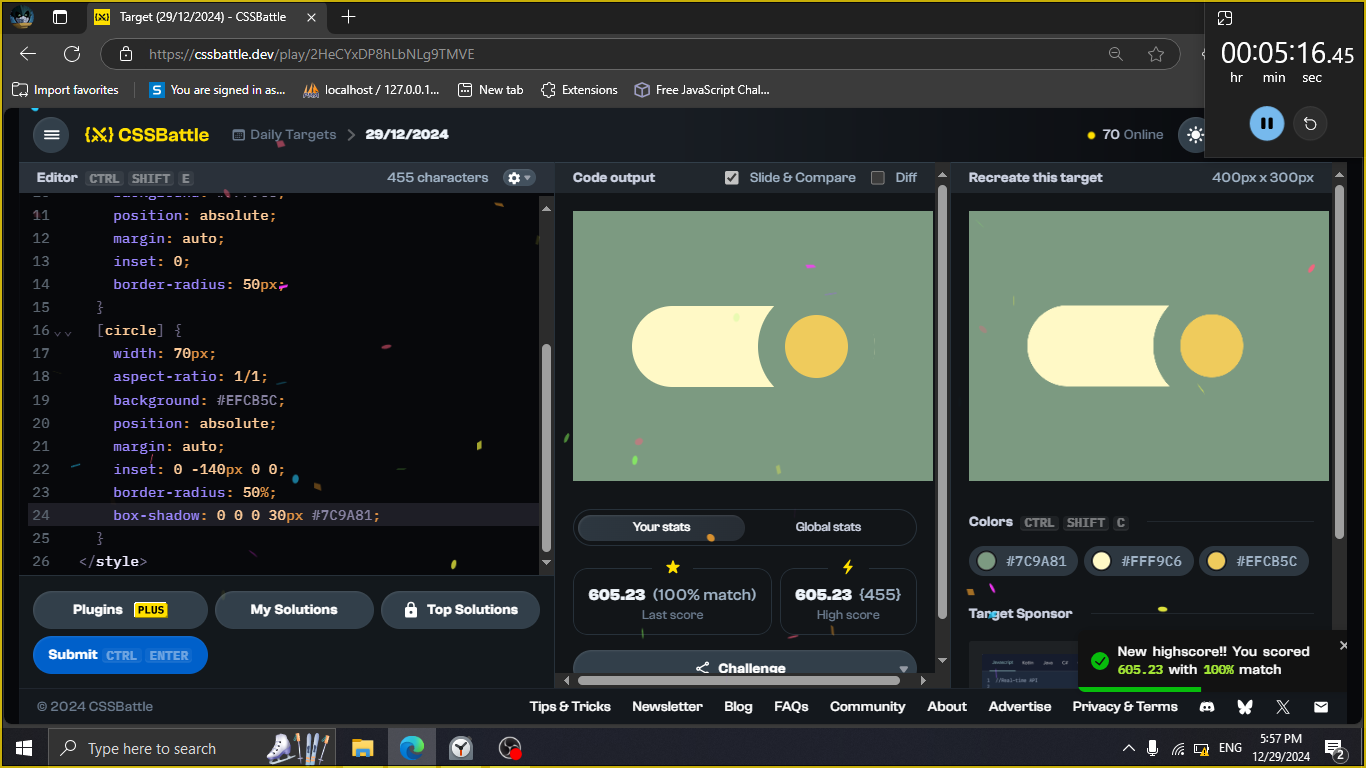 Target (29/12/2024) - CSSBattle
https://cssbattle.dev/play/2HeCYxDP8hLbNLg9TMVE
00:05:16.45
hr min sec
Import favorites
You are signed in as...
localhost / 127.0.0.1...
New tab
Extensions
Free JavaScript Chal...
{X} CSSBattle
Daily Targets > 29/12/2024
70 Online
Editor CTRL SHIFT E
455 characters
Code output
Slide & Compare
Diff
Recreate this target
400px x 300px
11 position: absolute;
12 margin: auto;
13 inset: 0;
14 border-radius: 50px;
15 }
16 [circle] {
17 width: 70px;
18 aspect-ratio: 1/1;
19 background: #EFCB5C;
20 position: absolute;
21 margin: auto;
22 inset: 0 -140px 0 0;
23 border-radius: 50%;
24 box-shadow: 0 0 0 30px #7C9A81;
25 }
26 </style>
Plugins PLUS
My Solutions
Top Solutions
Submit CTRL ENTER
Your stats
Global stats
605.23 (100% match)
Last score
605.23 {455}
High score
Challenge
Colors CTRL SHIFT C
#7C9A81
#FFF9C6
#EFCB5C
Target Sponsor
Javascript Kotlin Java C#
1 //Real-time API
New highscore!! You scored
605.23 with 100% match
© 2024 CSSBattle
Tips & Tricks
Newsletter
Blog
FAQs
Community
About
Advertise
Privacy & Terms
Type here to search
ENG
5:57 PM
12/29/2024
2